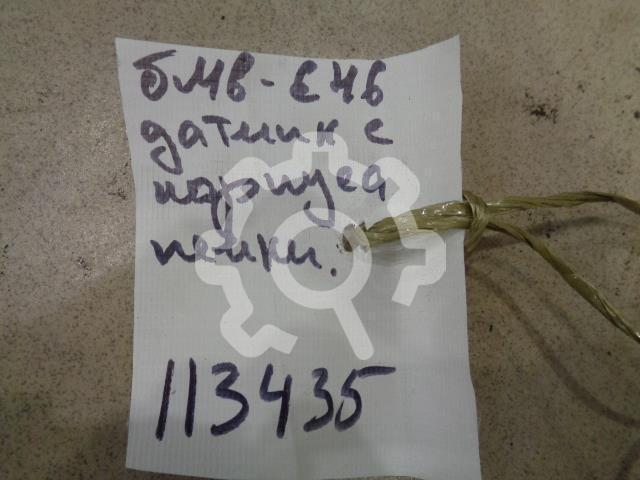 БМВ-Е46
датчик с
корпуса
печки.
113435